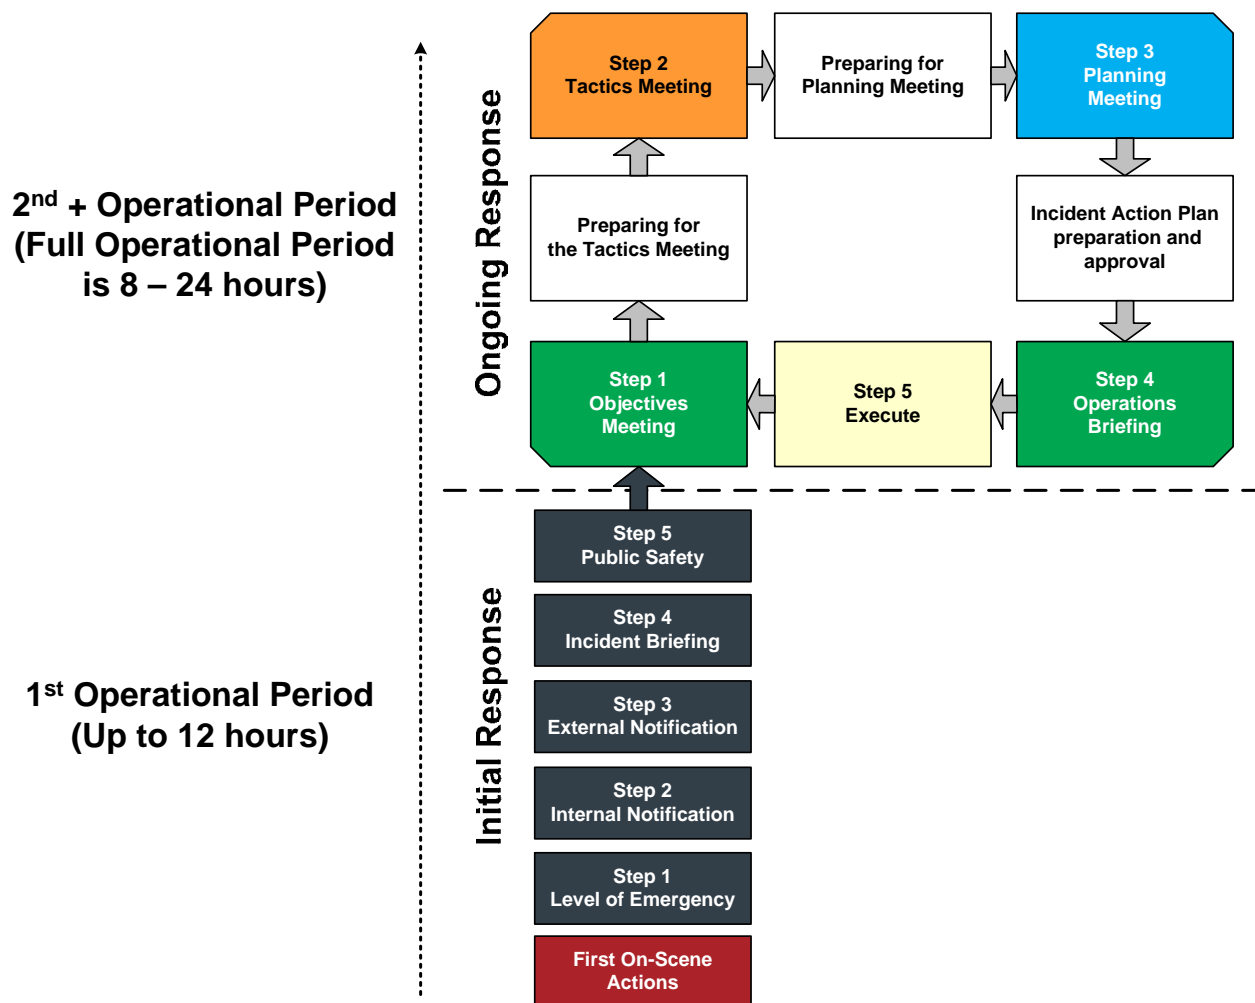 Step 2
Tactics Meeting
Preparing for
Planning Meeting
Step 3
Planning
Meeting
2nd + Operational Period
(Full Operational Period
is 8 – 24 hours)
Ongoing Response
Preparing for
the Tactics Meeting
Incident Action Plan
preparation and
approval
Step 1
Objectives
Meeting
Step 5
Execute
Step 4
Operations
Briefing
1st Operational Period
(Up to 12 hours)
Initial Response
Step 5
Public Safety
Step 4
Incident Briefing
Step 3
External Notification
Step 2
Internal Notification
Step 1
Level of Emergency
First On-Scene
Actions